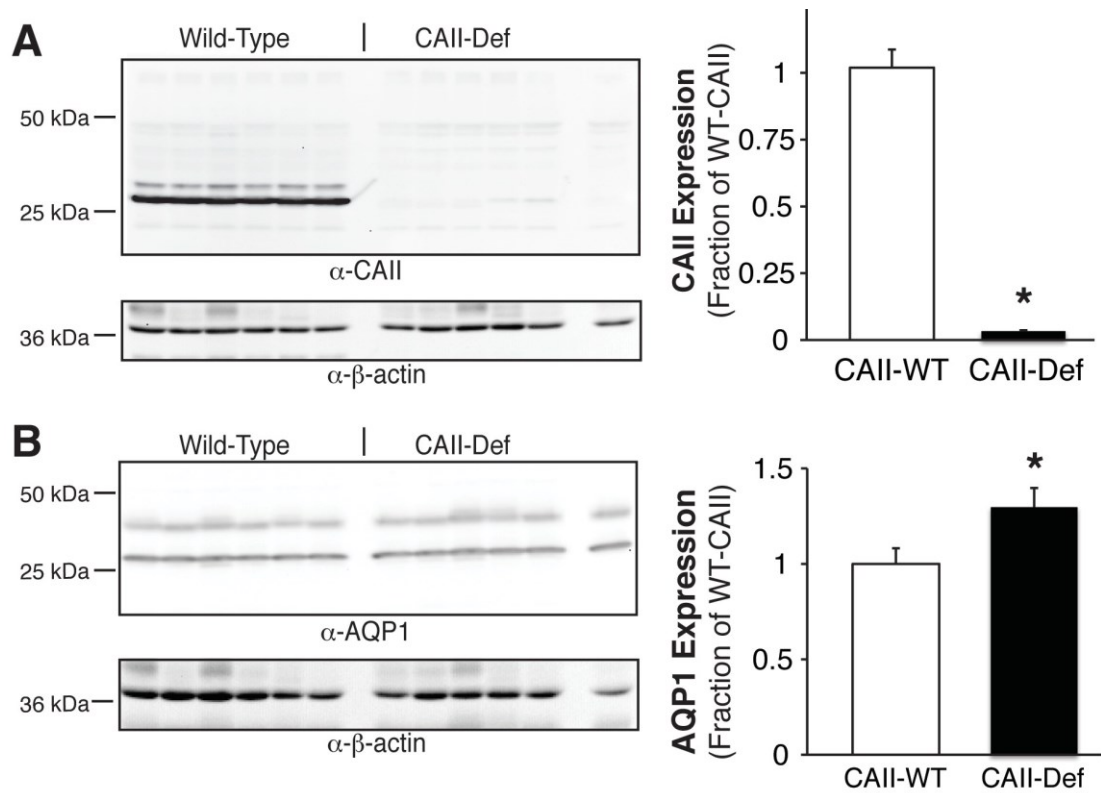 A
Wild-Type | CAII-Def
50 kDa
25 kDa
α-CAII
36 kDa
α-β-actin
CAII Expression
(Fraction of WT-CAII)
1
0.75
0.5
0.25
0
*
CAII-WT CAII-Def
B
Wild-Type | CAII-Def
50 kDa
25 kDa
α-AQP1
36 kDa
α-β-actin
AQP1 Expression
(Fraction of WT-CAII)
1.5
1
0.5
0
*
CAII-WT CAII-Def